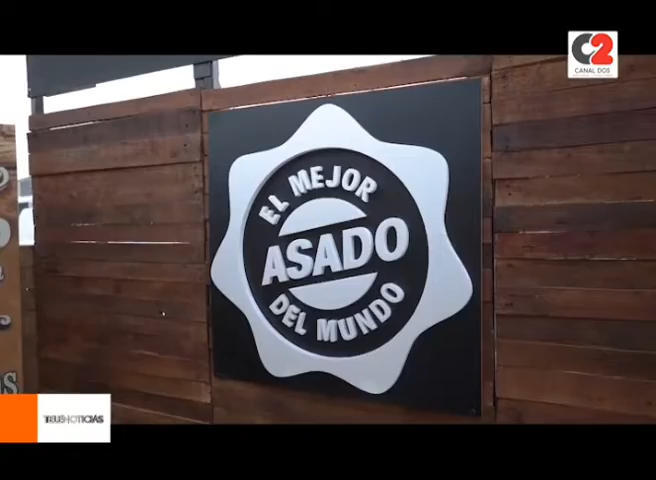 C2
CANAL DOS
EL MEJOR
ASADO
DEL MUNDO
TELENOTICIAS